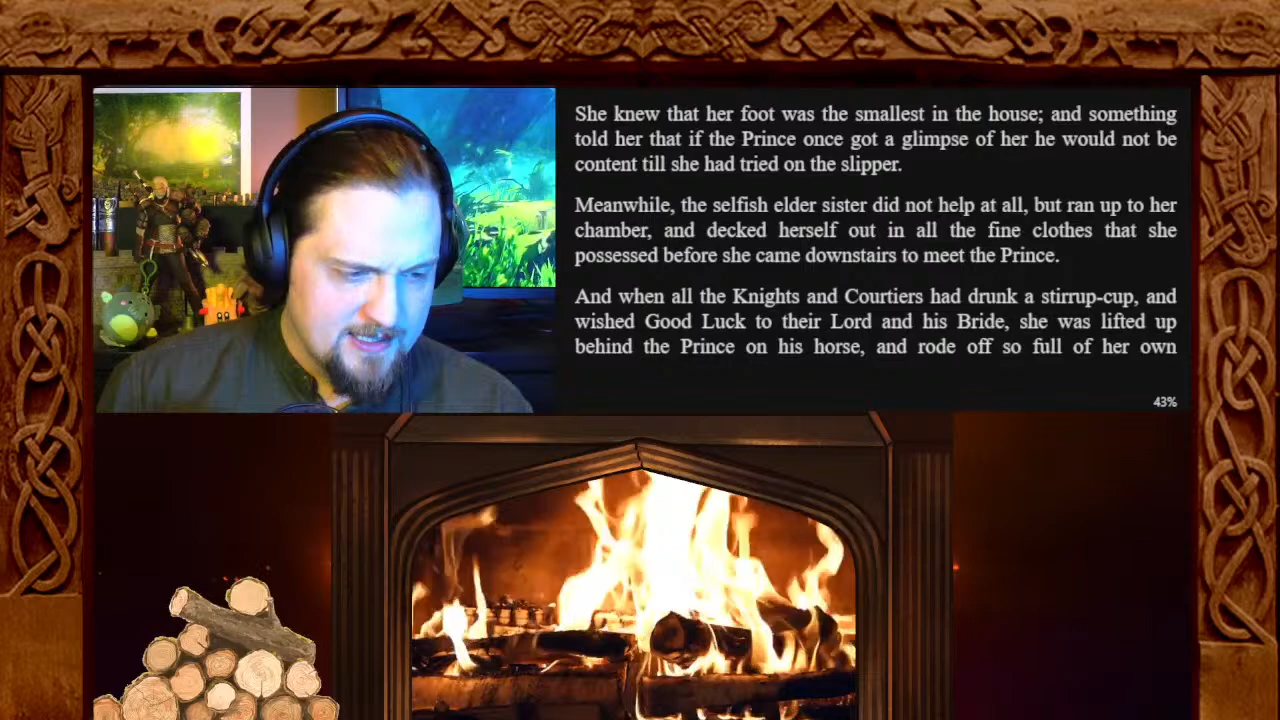 She knew that her foot was the smallest in the house; and something
told her that if the Prince once got a glimpse of her he would not be
content till she had tried on the slipper.
Meanwhile, the selfish elder sister did not help at all, but ran up to her
chamber, and decked herself out in all the fine clothes that she
possessed before she came downstairs to meet the Prince.
And when all the Knights and Courtiers had drunk a stirrup-cup, and
wished Good Luck to their Lord and his Bride, she was lifted up
behind the Prince on his horse, and rode off so full of her own
43%